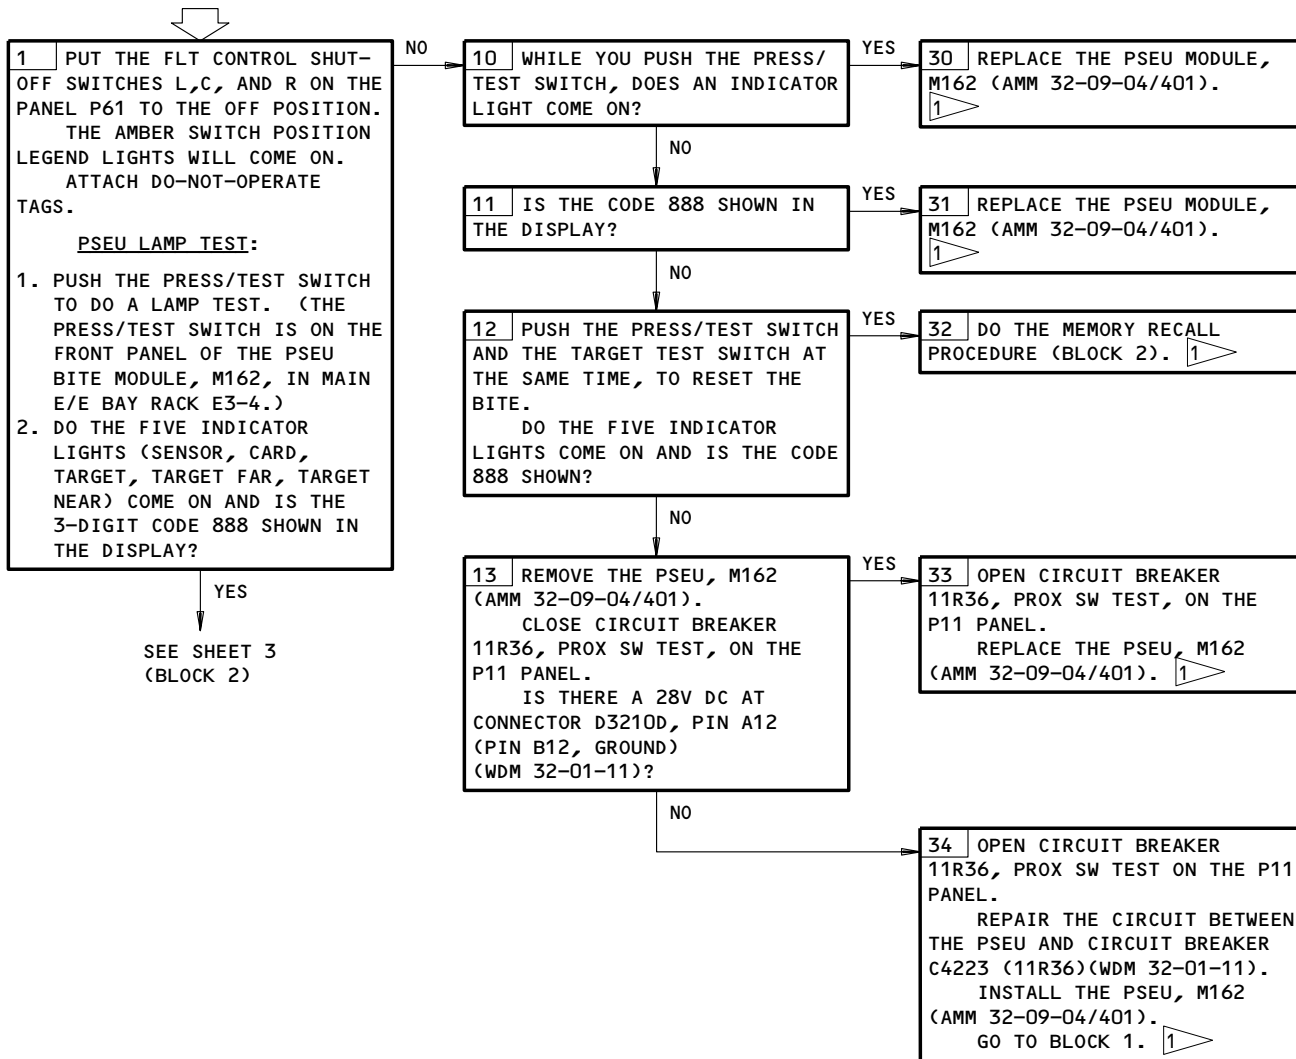 1 PUT THE FLT CONTROL SHUT-
OFF SWITCHES L,C, AND R ON THE
PANEL P61 TO THE OFF POSITION.
THE AMBER SWITCH POSITION
LEGEND LIGHTS WILL COME ON.
ATTACH DO-NOT-OPERATE
TAGS.
PSEU LAMP TEST:
1. PUSH THE PRESS/TEST SWITCH
TO DO A LAMP TEST. (THE
PRESS/TEST SWITCH IS ON THE
FRONT PANEL OF THE PSEU
BITE MODULE, M162, IN MAIN
E/E BAY RACK E3-4.)
2. DO THE FIVE INDICATOR
LIGHTS (SENSOR, CARD,
TARGET, TARGET FAR, TARGET
NEAR) COME ON AND IS THE
3-DIGIT CODE 888 SHOWN IN
THE DISPLAY?
YES
SEE SHEET 3
(BLOCK 2)
NO
10 WHILE YOU PUSH THE PRESS/
TEST SWITCH, DOES AN INDICATOR
LIGHT COME ON?
YES
30 REPLACE THE PSEU MODULE,
M162 (AMM 32-09-04/401).
1
NO
11 IS THE CODE 888 SHOWN IN
THE DISPLAY?
YES
31 REPLACE THE PSEU MODULE,
M162 (AMM 32-09-04/401).
1
NO
12 PUSH THE PRESS/TEST SWITCH
AND THE TARGET TEST SWITCH AT
THE SAME TIME, TO RESET THE
BITE.
DO THE FIVE INDICATOR
LIGHTS COME ON AND IS THE CODE
888 SHOWN?
YES
32 DO THE MEMORY RECALL
PROCEDURE (BLOCK 2). 1
NO
13 REMOVE THE PSEU, M162
(AMM 32-09-04/401).
CLOSE CIRCUIT BREAKER
11R36, PROX SW TEST, ON THE
P11 PANEL.
IS THERE A 28V DC AT
CONNECTOR D3210D, PIN A12
(PIN B12, GROUND)
(WDM 32-01-11)?
YES
33 OPEN CIRCUIT BREAKER
11R36, PROX SW TEST, ON THE
P11 PANEL.
REPLACE THE PSEU, M162
(AMM 32-09-04/401). 1
NO
34 OPEN CIRCUIT BREAKER
11R36, PROX SW TEST ON THE P11
PANEL.
REPAIR THE CIRCUIT BETWEEN
THE PSEU AND CIRCUIT BREAKER
C4223 (11R36)(WDM 32-01-11).
INSTALL THE PSEU, M162
(AMM 32-09-04/401).
GO TO BLOCK 1. 1